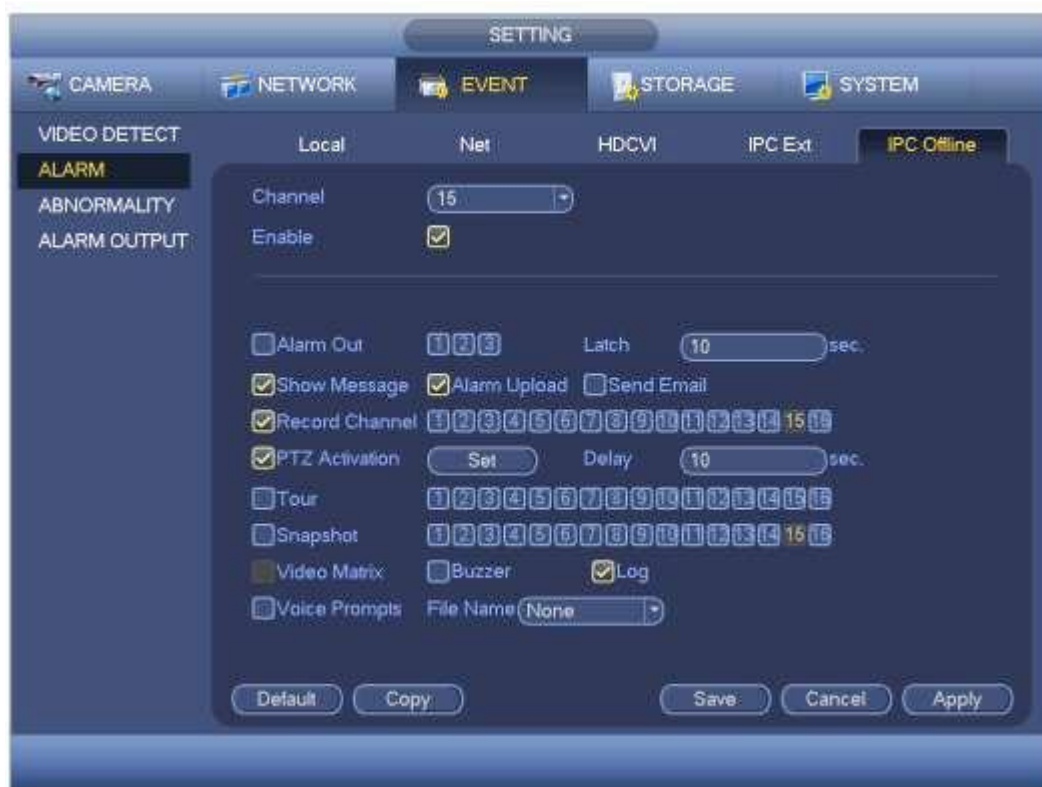 SETTING
CAMERA NETWORK EVENT STORAGE SYSTEM
VIDEO DETECT
ALARM
ABNORMALITY
ALARM OUTPUT
Local Net HDCVI IPC Ext IPC Offline
Channel 15
Enable
Alarm Out 1 2 3 Latch 10 sec.
Show Message Alarm Upload Send Email
Record Channel 1 2 3 4 5 6 7 8 9 10 11 12 13 14 15 16
PTZ Activation Set Delay 10 sec.
Tour 1 2 3 4 5 6 7 8 9 10 11 12 13 14 15 16
Snapshot 1 2 3 4 5 6 7 8 9 10 11 12 13 14 15 16
Video Matrix Buzzer Log
Voice Prompts File Name None
Default Copy Save Cancel Apply